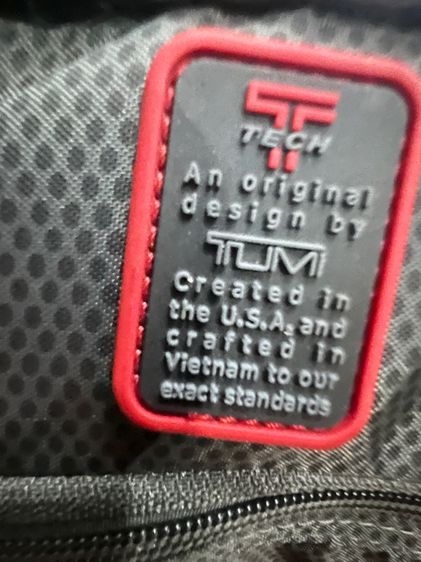 T
TECH
An original
design by
TUMI
Created in
the U.S.A. and
crafted in
Vietnam to our
exact standards